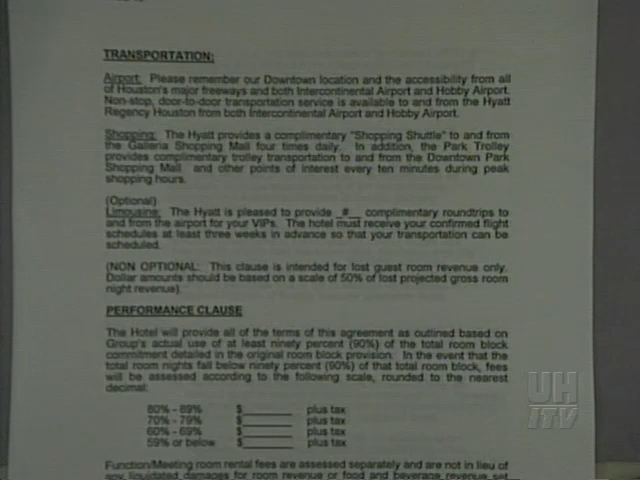 TRANSPORTATION:
Airport: Please remember our Downtown location and the accessibility from all
of Houston's major freeways and both Intercontinental Airport and Hobby Airport.
Non-stop, door-to-door transportation service is available to and from the Hyatt
Regency Houston from both Intercontinental Airport and Hobby Airport.
Shopping: The Hyatt provides a complimentary "Shopping Shuttle" to and from
the Galleria Shopping Mall four times daily. In addition, the Park Trolley
provides complimentary trolley transportation to and from the Downtown Park
Shopping Mall and other points of interest every ten minutes during peak
shopping hours.
(Optional)
Limousine: The Hyatt is pleased to provide _#__ complimentary roundtrips to
and from the airport for your VIPs. The hotel must receive your confirmed flight
schedules at least three weeks in advance so that your transportation can be
scheduled.
(NON OPTIONAL: This clause is intended for lost guest room revenue only.
Dollar amounts should be based on a scale of 50% of lost projected gross room
night revenue).
PERFORMANCE CLAUSE
The Hotel will provide all of the terms of this agreement as outlined based on
Group's actual use of at least ninety percent (90%) of the total room block
commitment detailed in the original room block provision. In the event that the
total room nights fall below ninety percent (90%) of that total room block, fees
will be assessed according to the following scale, rounded to the nearest
decimal:
80% - 89% $________ plus tax
70% - 79% $________ plus tax
60% - 69% $________ plus tax
59% or below $________ plus tax
Function/Meeting room rental fees are assessed separately and are not in lieu of
any liquidated damages for room revenue or food and beverage revenue set
UH
ITV